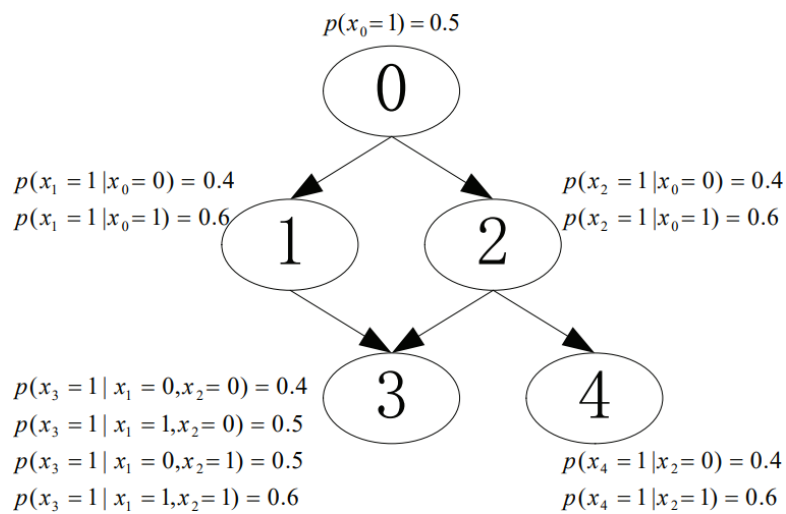 p(x₀=1)=0.5
0
p(x₁ =1|x₀=0)=0.4
p(x₁ =1|x₀=1)=0.6
p(x₂ =1|x₀=0)=0.4
p(x₂ =1|x₀=1)=0.6
1
2
p(x₃ =1| x₁ =0,x₂=0)=0.4
p(x₃ =1| x₁ =1,x₂=0)=0.5
p(x₃ =1| x₁ =0,x₂=1)=0.5
p(x₃ =1| x₁ =1,x₂=1)=0.6
3
4
p(x₄ =1|x₂=0)=0.4
p(x₄ =1|x₂=1)=0.6